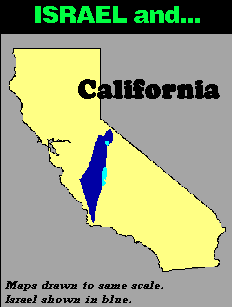 ISRAEL and...
California
Maps drawn to same scale.
Israel shown in blue.